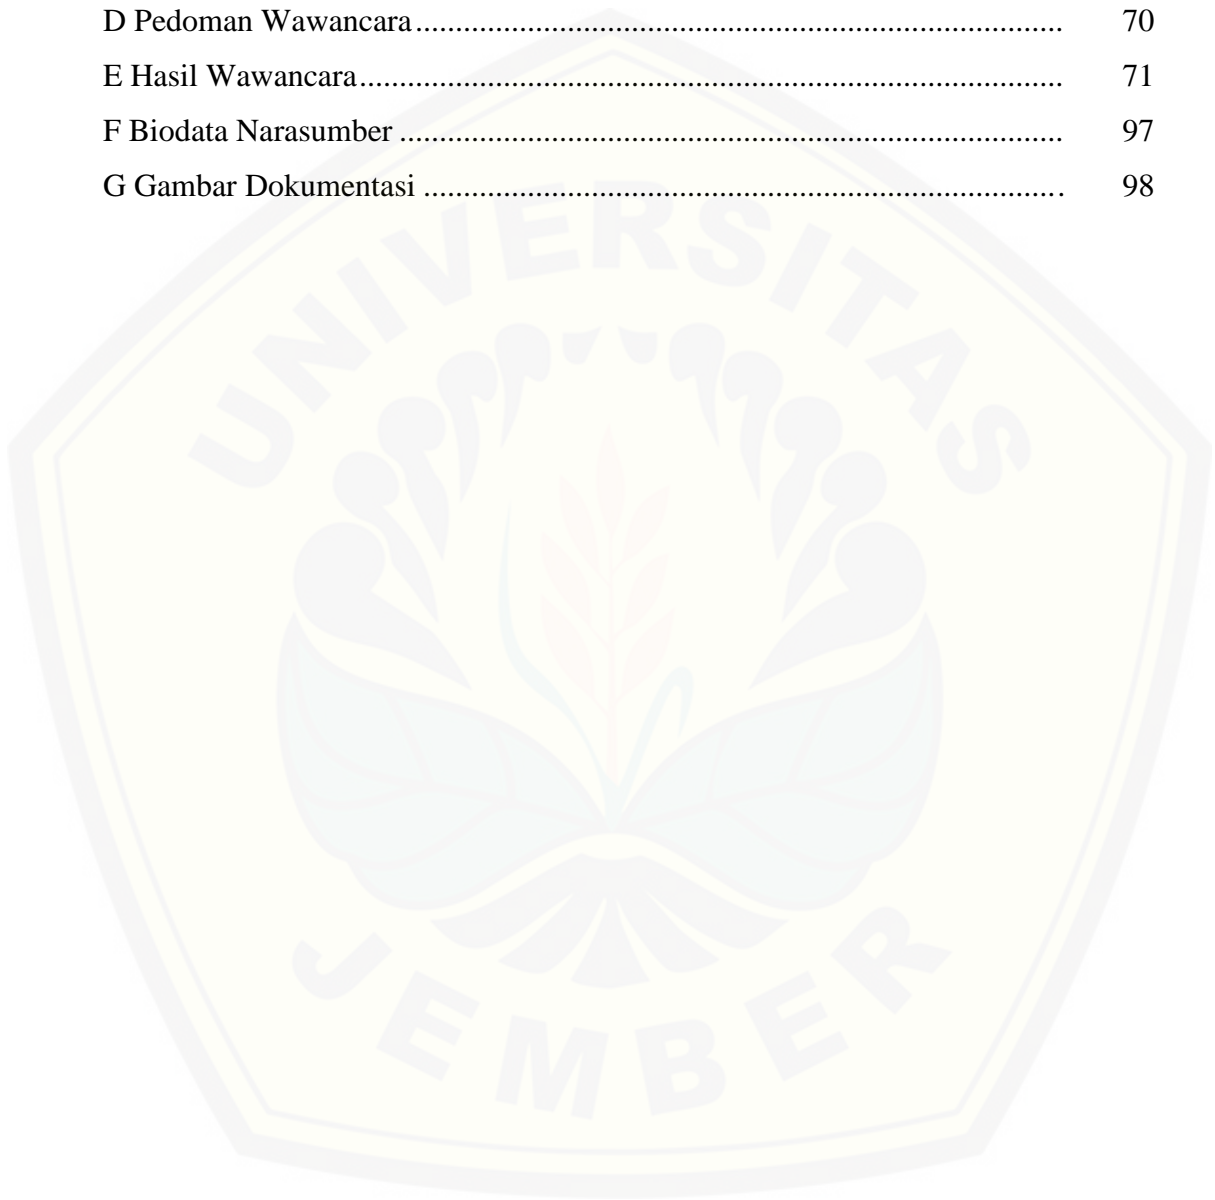 D Pedoman Wawancara................................................................................ 70
E Hasil Wawancara....................................................................................... 71
F Biodata Narasumber .................................................................................. 97
G Gambar Dokumentasi ............................................................................... 98
UNIVERSITAS
JEMBER